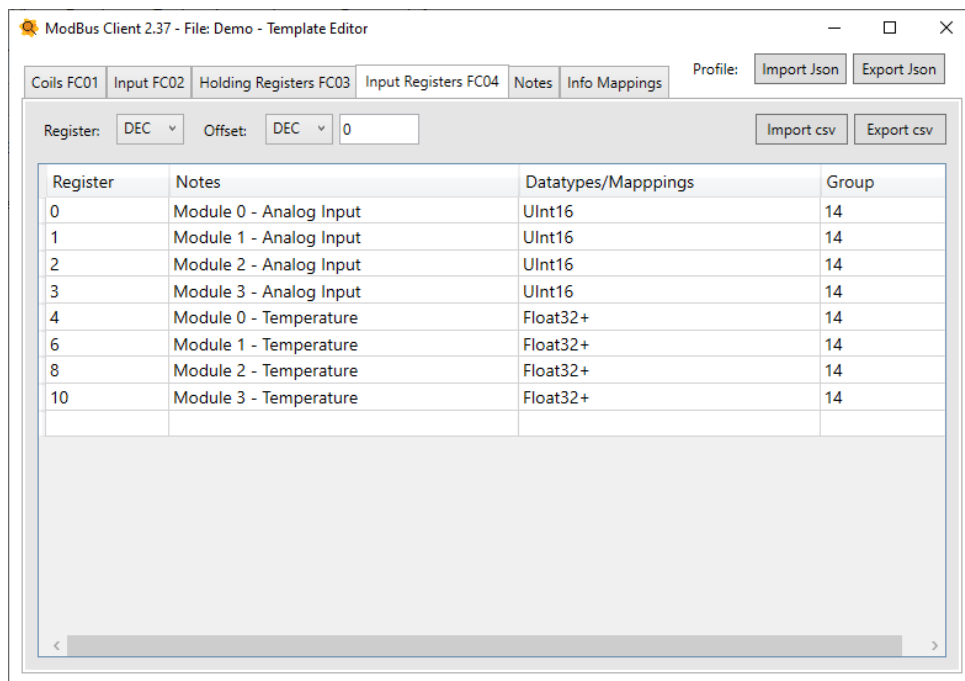 ModBus Client 2.37 - File: Demo - Template Editor
Coils FC01 Input FC02 Holding Registers FC03 Input Registers FC04 Notes Info Mappings Profile: Import Json Export Json
Register: DEC Offset: DEC 0 Import csv Export csv
Register Notes Datatypes/Mapppings Group
0 Module 0 - Analog Input UInt16 14
1 Module 1 - Analog Input UInt16 14
2 Module 2 - Analog Input UInt16 14
3 Module 3 - Analog Input UInt16 14
4 Module 0 - Temperature Float32+ 14
6 Module 1 - Temperature Float32+ 14
8 Module 2 - Temperature Float32+ 14
10 Module 3 - Temperature Float32+ 14